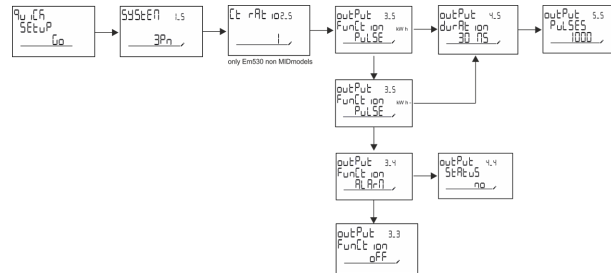 quiCk
SEtuP
Go
SYStEM 1.5
3Pn
Ct rAtio 2.5
1
only Em530 non MIDmodels
outPut 3.5
FunCtion kWh
PuLSE
outPut 4.5
durAtion
30 MS
outPut 5.5
PuLSES
1000
outPut 3.5
FunCtion kWh -
PuLSE
outPut 3.4
FunCtion
ALArM
outPut 4.4
StAtuS
no
outPut 3.3
FunCtion
oFF